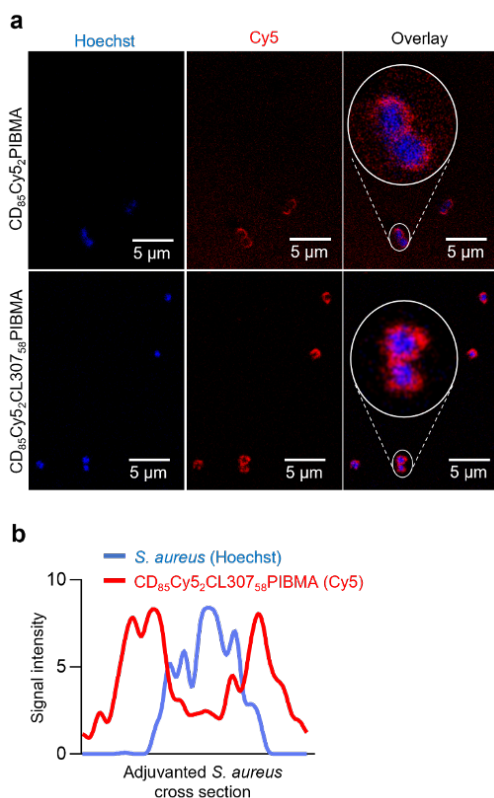 a
Hoechst Cy5 Overlay
CD₈₅Cy5₂PIBMA
5 µm 5 µm 5 µm
CD₈₅Cy5₂CL307₅₈PIBMA
5 µm 5 µm 5 µm
b
S. aureus (Hoechst)
CD₈₅Cy5₂CL307₅₈PIBMA (Cy5)
10
5
0
Signal intensity
Adjuvanted S. aureus
cross section